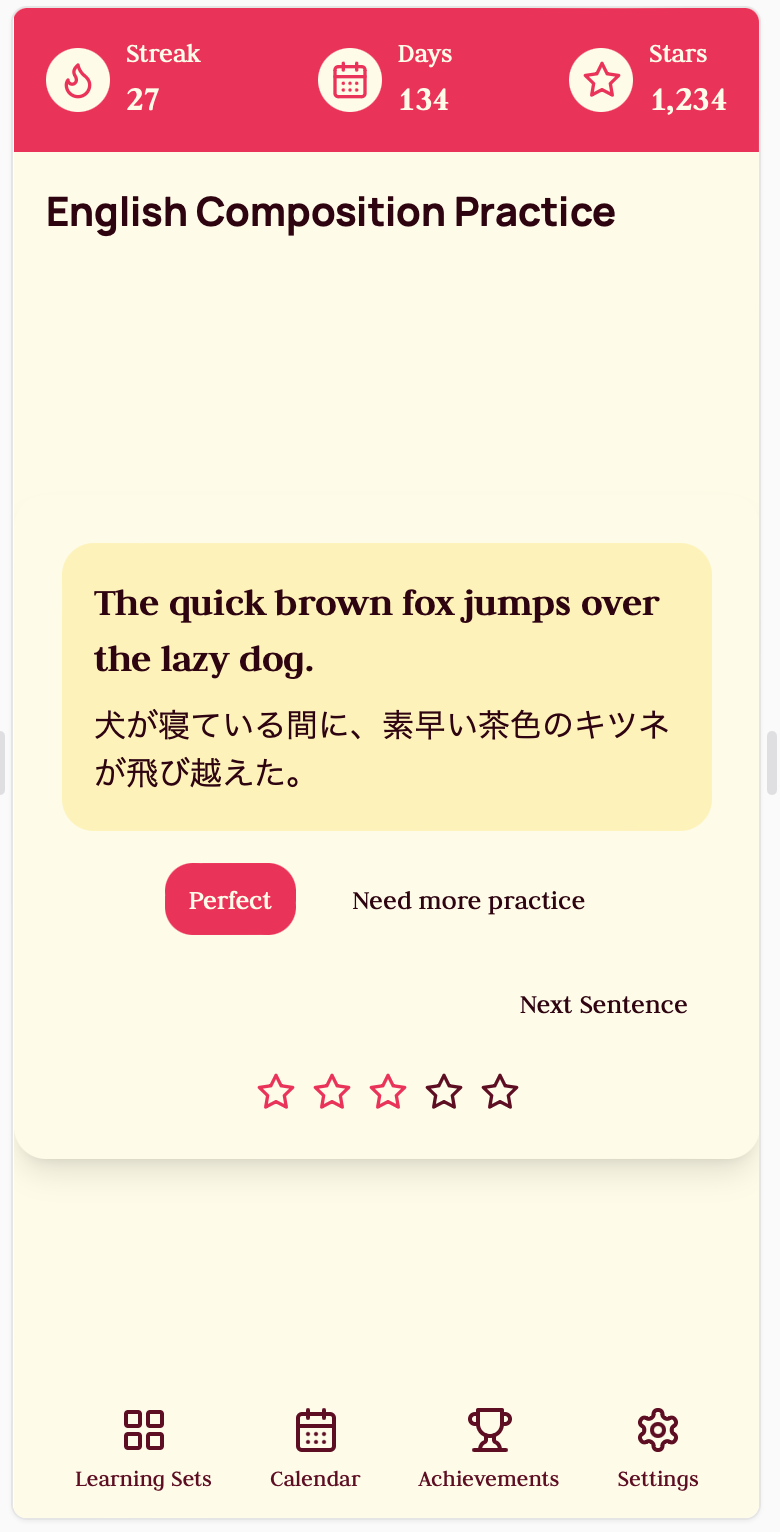 Streak
27
Days
134
Stars
1,234
English Composition Practice
The quick brown fox jumps over
the lazy dog.
犬が寝ている間に、素早い茶色のキツネ
が飛び越えた。
Perfect
Need more practice
Next Sentence
Learning Sets
Calendar
Achievements
Settings